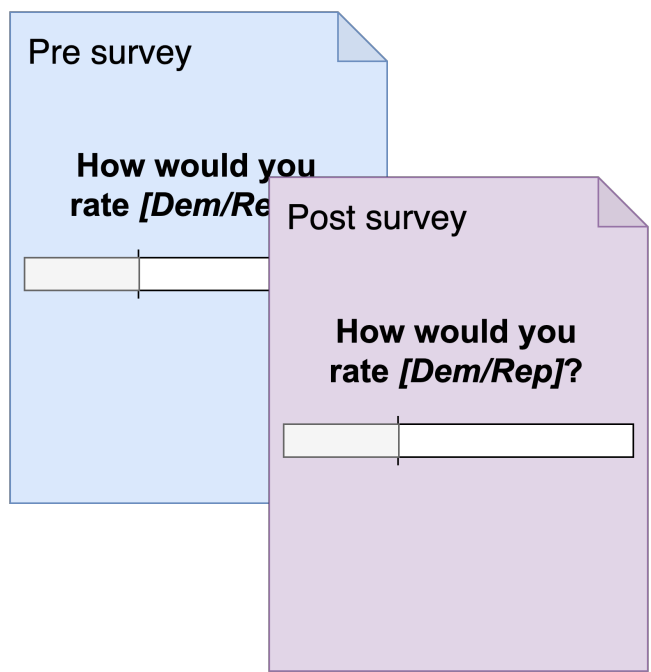 Pre survey
How would you
rate [Dem/Re
Post survey
How would you
rate [Dem/Rep]?